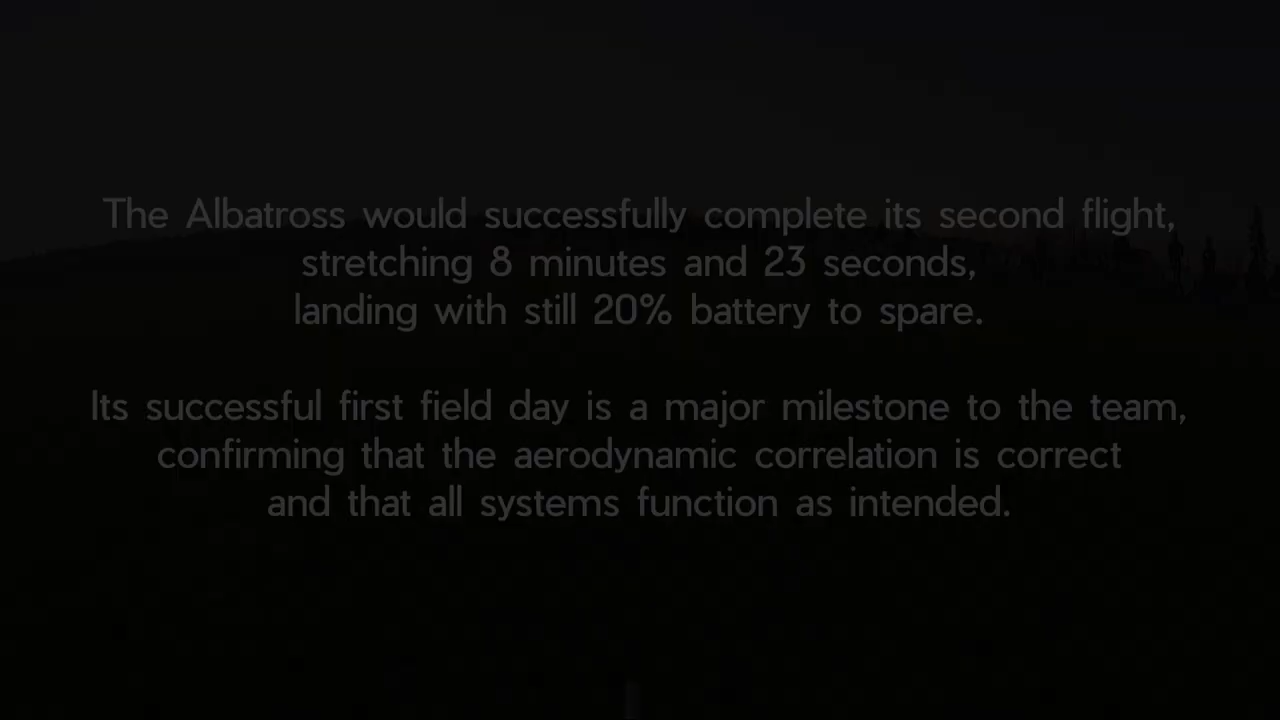 The Albatross would successfully complete its second flight,
stretching 8 minutes and 23 seconds,
landing with still 20% battery to spare.
Its successful first field day is a major milestone to the team,
confirming that the aerodynamic correlation is correct
and that all systems function as intended.